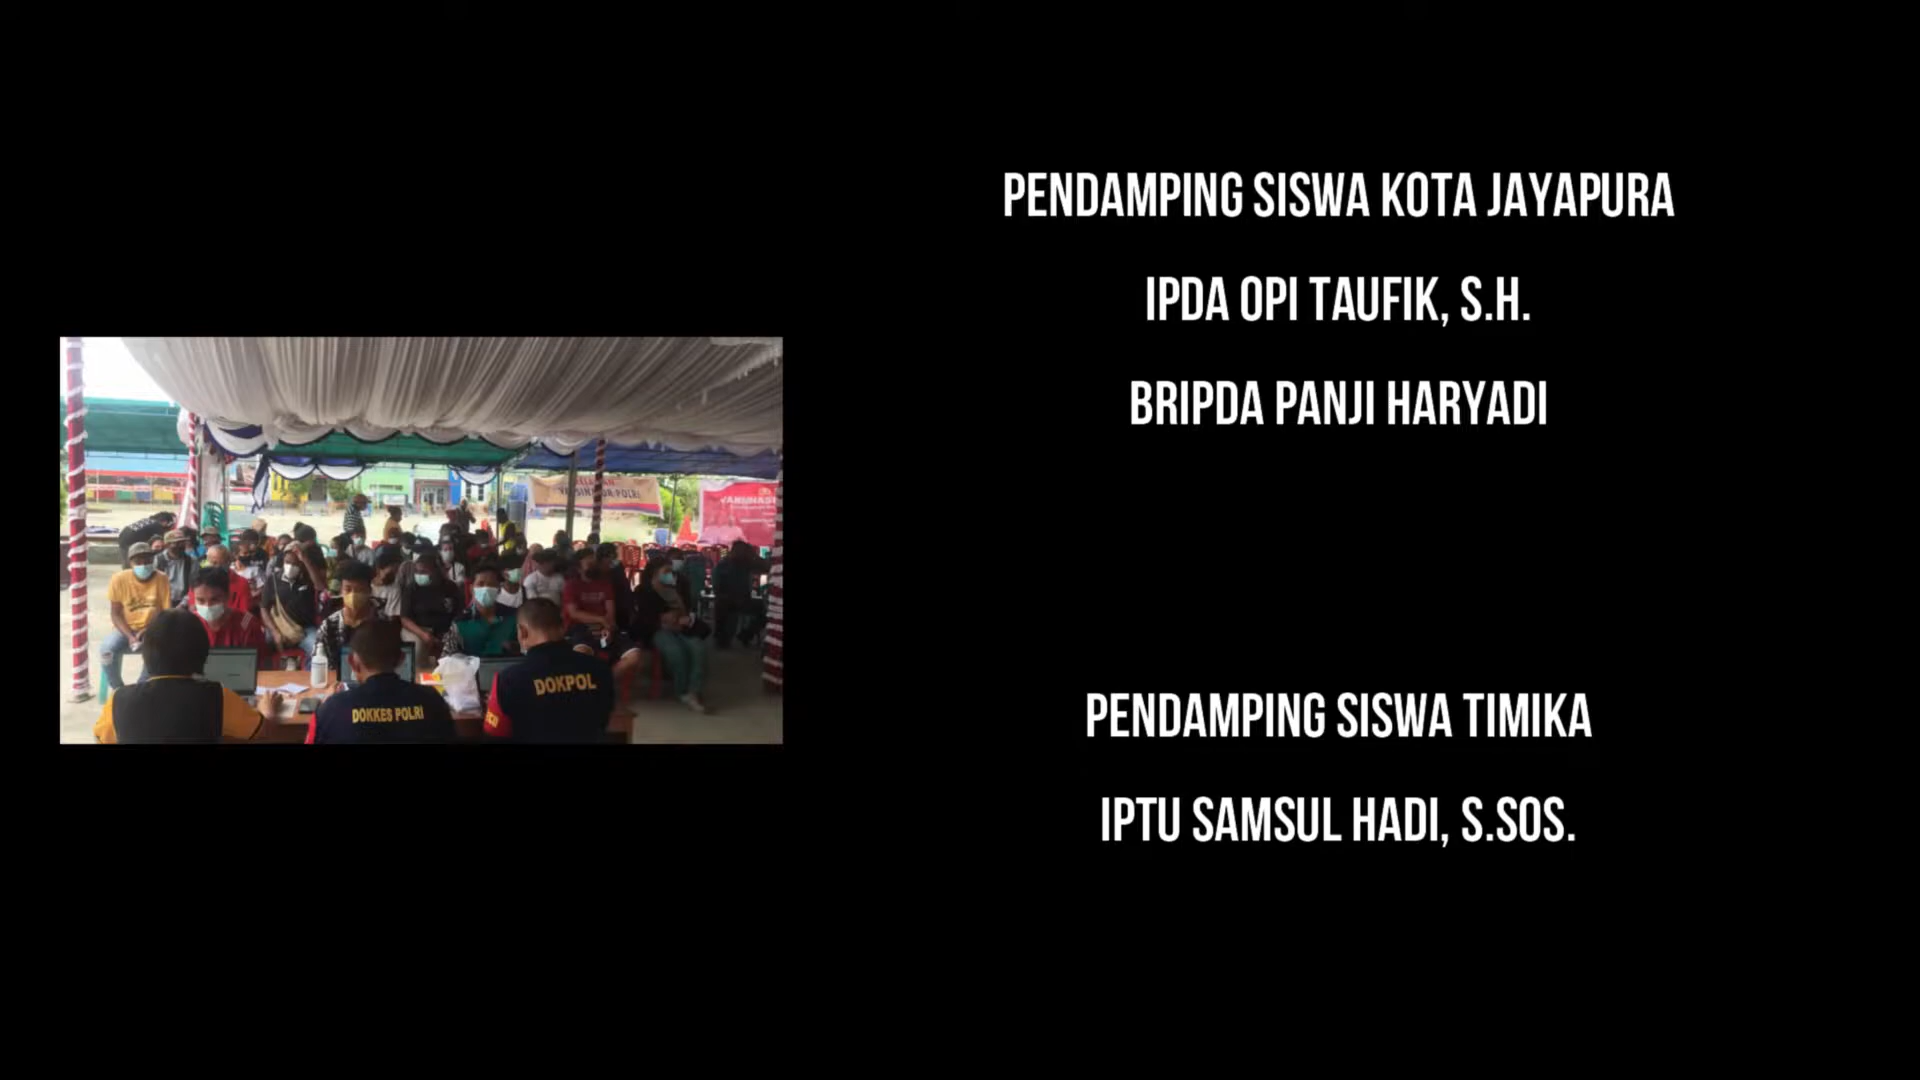 PENDAMPING SISWA KOTA JAYAPURA
IPDA OPI TAUFIK, S.H.
BRIPDA PANJI HARYADI
PENDAMPING SISWA TIMIKA
IPTU SAMSUL HADI, S.SOS.
POLRI
DOKPOL
DOKKES POLRI